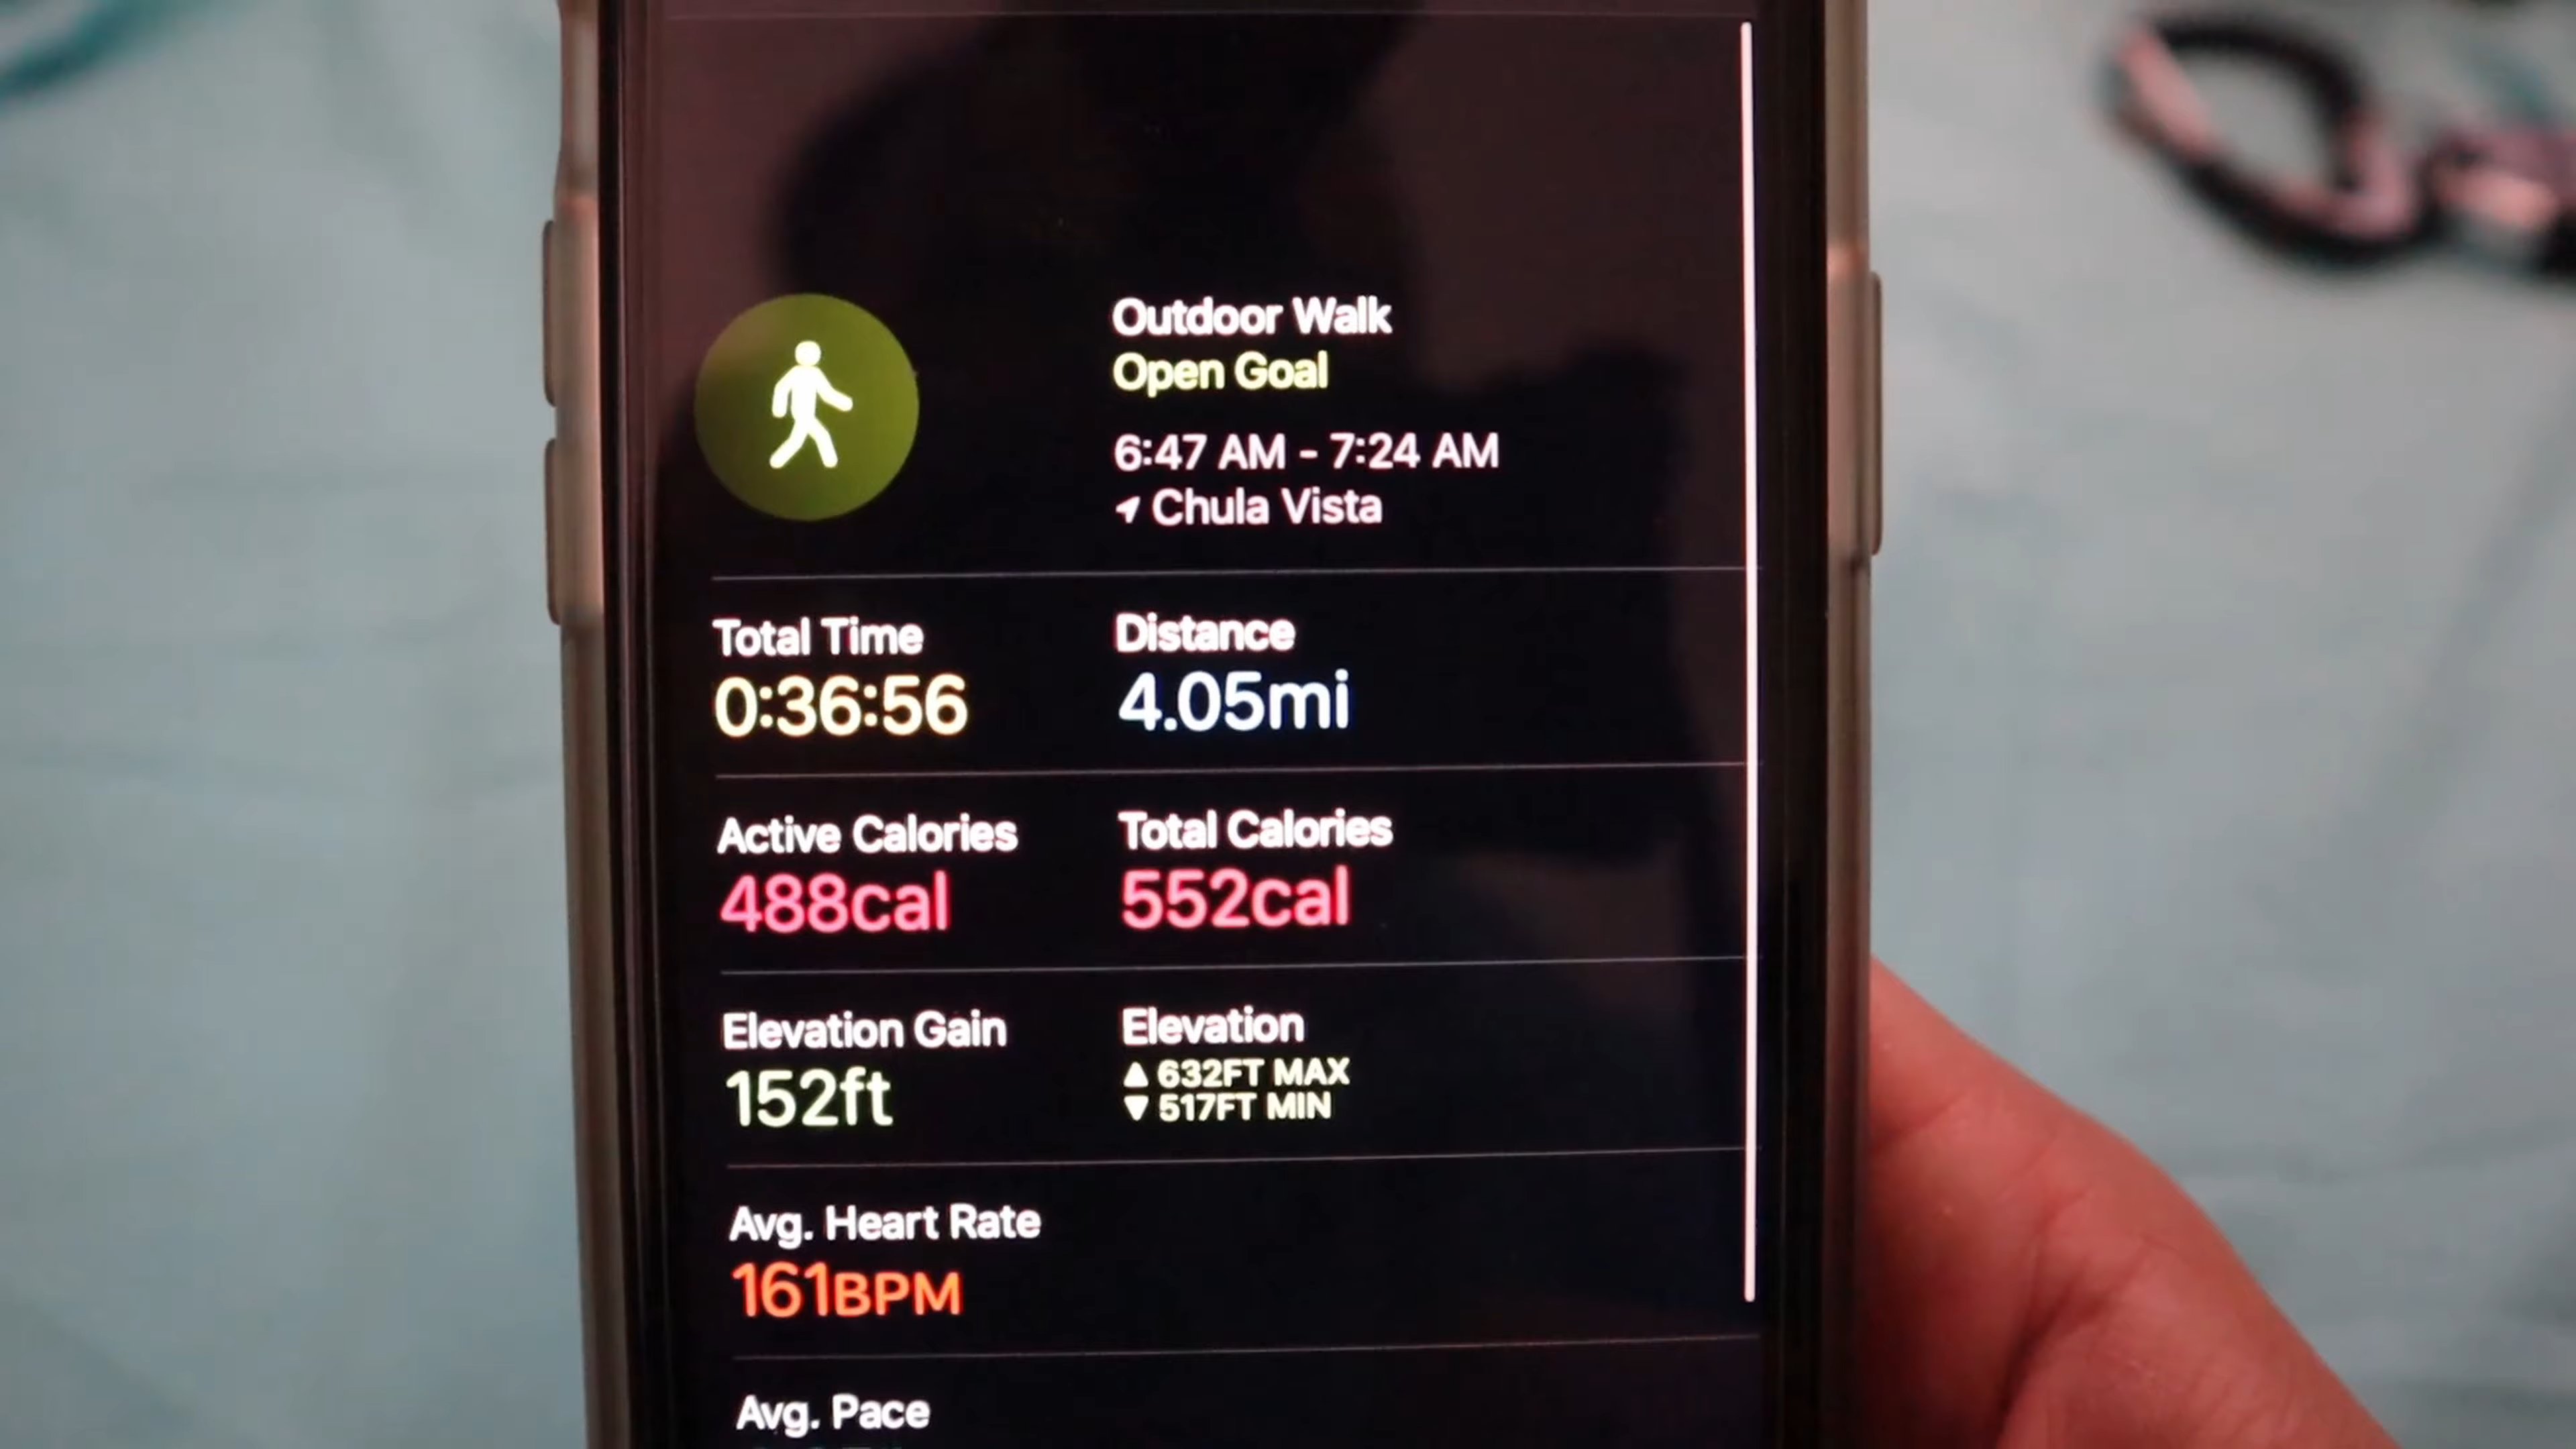 Outdoor Walk
Open Goal
6:47 AM - 7:24 AM
Chula Vista
Total Time
0:36:56
Distance
4.05mi
Active Calories
488cal
Total Calories
552cal
Elevation Gain
152ft
Elevation
▲ 632FT MAX
▼ 517FT MIN
Avg. Heart Rate
161BPM
Avg. Pace